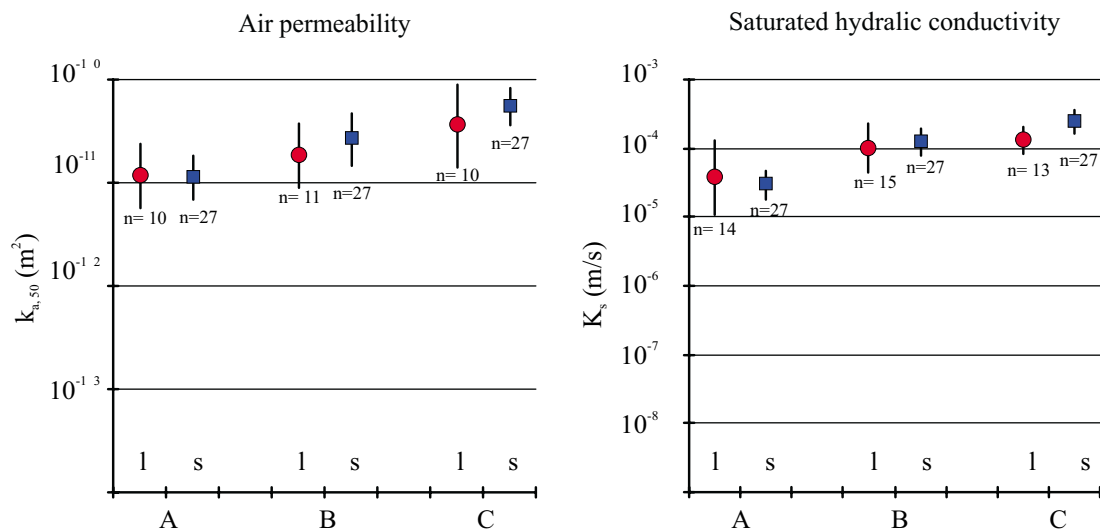 Air permeability
10⁻¹⁰
10⁻¹¹
10⁻¹²
10⁻¹³
kₐ,₅₀ (m²)
n= 10
n=27
n= 11
n=27
n= 10
n=27
l s l s l s
A B C
Saturated hydralic conductivity
10⁻³
10⁻⁴
10⁻⁵
10⁻⁶
10⁻⁷
10⁻⁸
Kₛ (m/s)
n= 14
n=27
n= 15
n=27
n= 13
n=27
l s l s l s
A B C